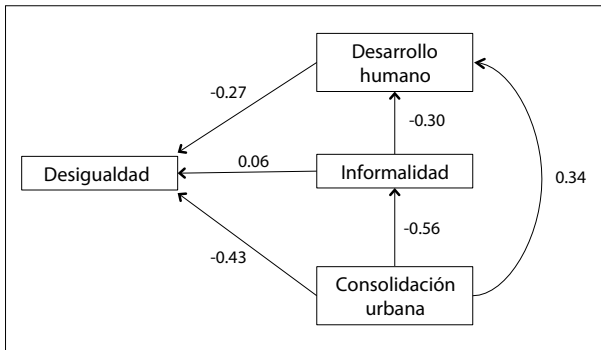 Desarrollo
humano
-0.27
-0.30
Desigualdad
0.06
Informalidad
0.34
-0.56
-0.43
Consolidación
urbana